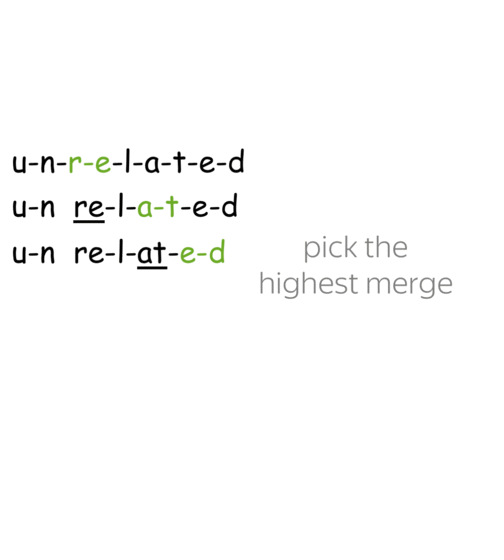 u-n-r-e-l-a-t-e-d
u-n re-l-a-t-e-d
u-n re-l-at-e-d
pick the
highest merge